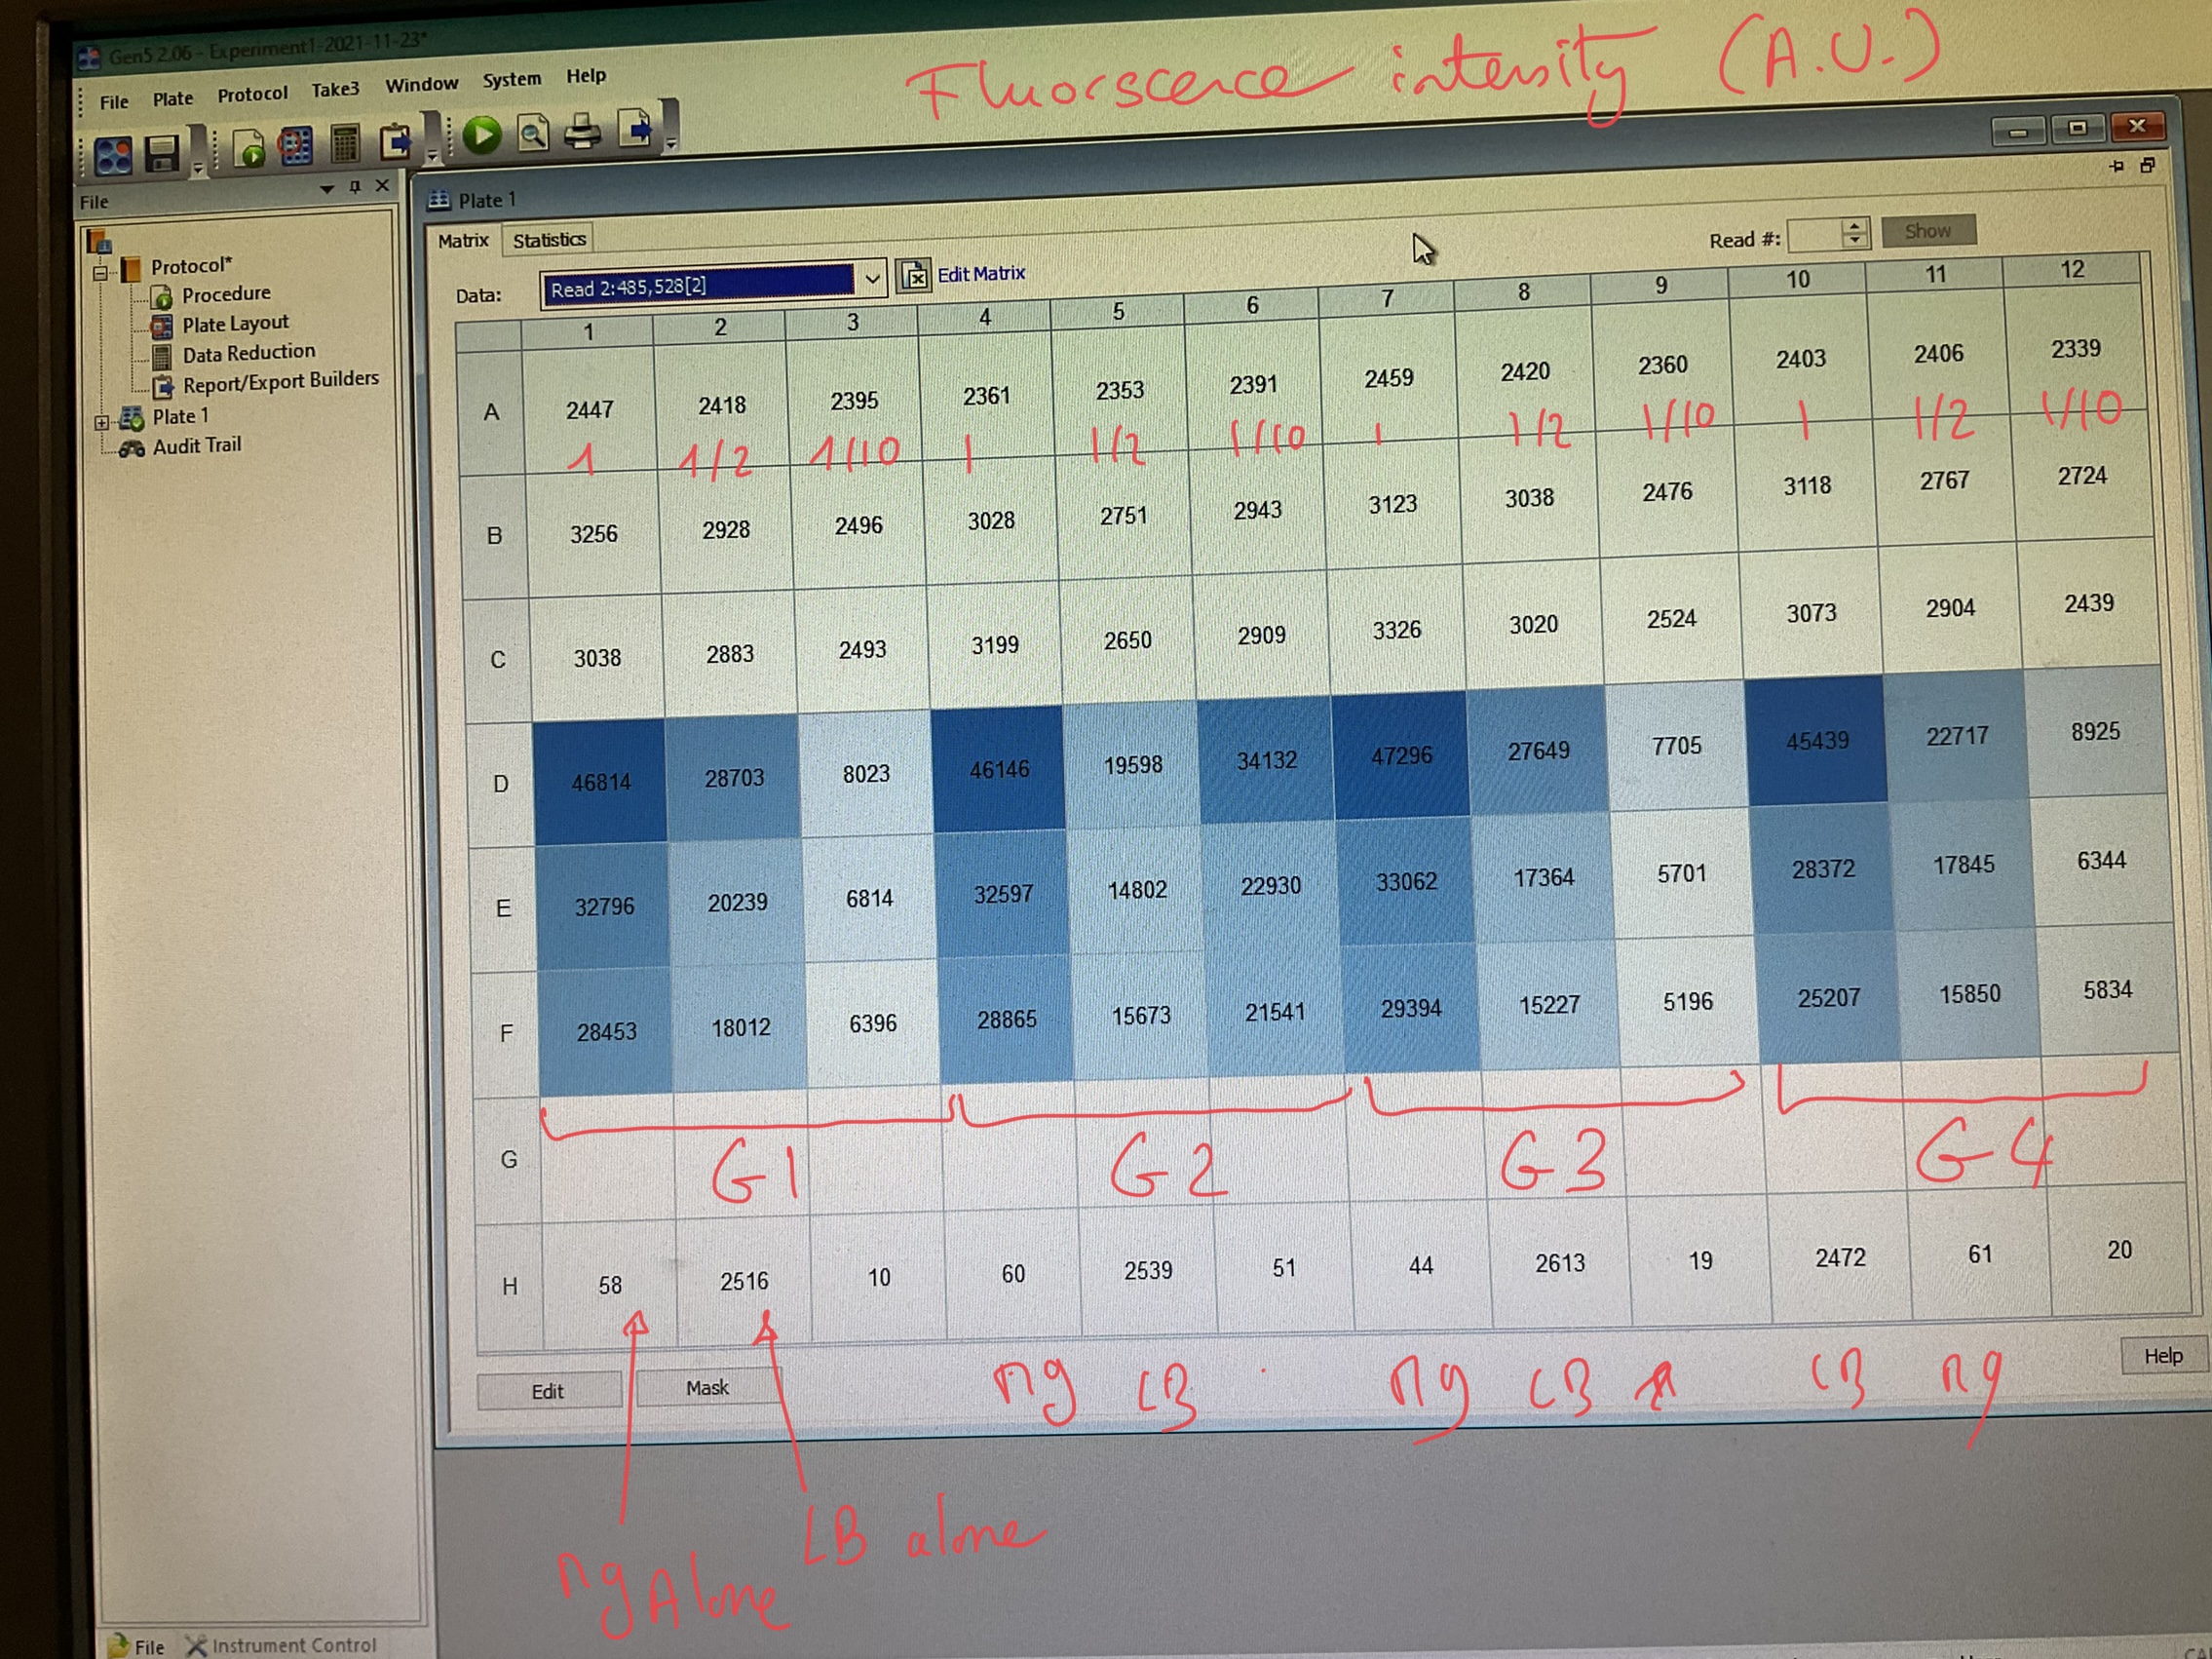 Gen5 2.06 - Experiment1-2021-11-23*
Fluorscence intensity (A.U.)
File Plate Protocol Take3 Window System Help
File
Plate 1
Matrix Statistics
Read #: Show
Data: Read 2:485,528[2] Edit Matrix
Protocol*
Procedure
Plate Layout
Data Reduction
Report/Export Builders
Plate 1
Audit Trail
1 2 3 4 5 6 7 8 9 10 11 12
A 2447 2418 2395 2361 2353 2391 2459 2420 2360 2403 2406 2339
1 1/2 1/10 1 1/2 1/10 1 1/2 1/10 1 1/2 1/10
B 3256 2928 2496 3028 2751 2943 3123 3038 2476 3118 2767 2724
C 3038 2883 2493 3199 2650 2909 3326 3020 2524 3073 2904 2439
D 46814 28703 8023 46146 19598 34132 47296 27649 7705 45439 22717 8925
E 32796 20239 6814 32597 14802 22930 33062 17364 5701 28372 17845 6344
F 28453 18012 6396 28865 15673 21541 29394 15227 5196 25207 15850 5834
G G1 G2 G3 G4
H 58 2516 10 60 2539 51 44 2613 19 2472 61 20
Edit Mask Help
ng LB ng LB LB ng
ng Alone LB alone
File Instrument Control